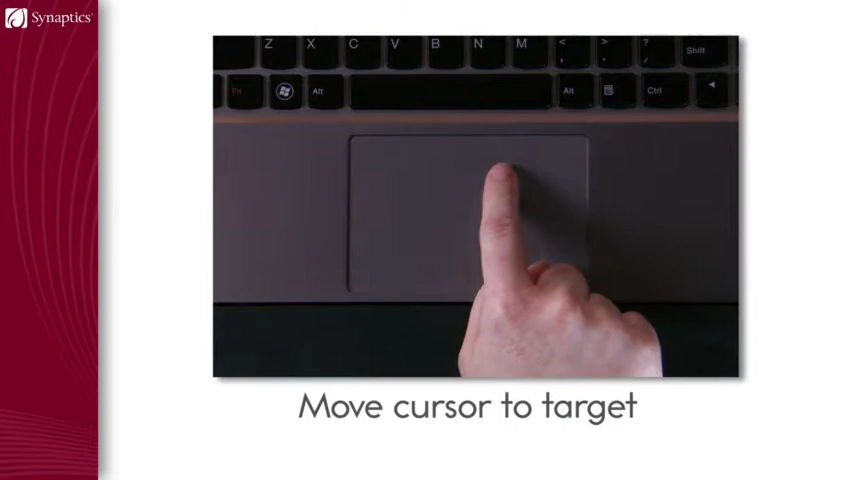 Synaptics
Z X C V B N M < , > . ? / Shift
Fn Alt Alt Ctrl
Move cursor to target